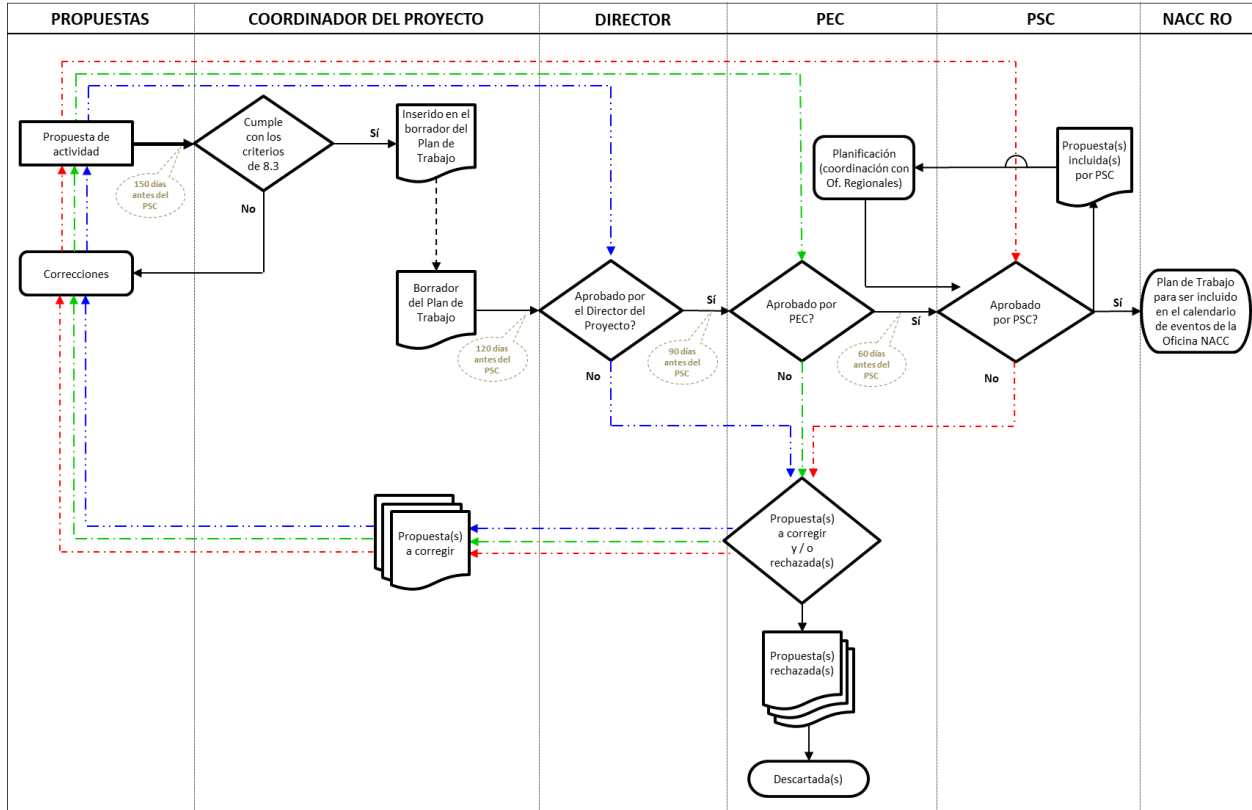 PROPUESTAS
COORDINADOR DEL PROYECTO
DIRECTOR
PEC
PSC
NACC RO
Propuesta de
actividad
150 días
antes del
PSC
Cumple
con los
criterios
de 8.3
Sí
No
Inserido en el
borrador del
Plan de
Trabajo
Planificación
(coordinación con
Of. Regionales)
Propuesta(s)
incluida(s)
por PSC
Correcciones
Borrador
del Plan de
Trabajo
120 días
antes del
PSC
Aprobado por
el Director del
Proyecto?
Sí
No
90 días
antes del
PSC
Aprobado por
PEC?
Sí
No
60 días
antes del
PSC
Aprobado
por PSC?
Sí
No
Plan de Trabajo
para ser incluido
en el calendario
de eventos de la
Oficina NACC
Propuesta(s)
a corregir
Propuesta(s)
a corregir
y / o
rechazada(s)
Propuesta(s)
rechazada(s)
Descartada(s)